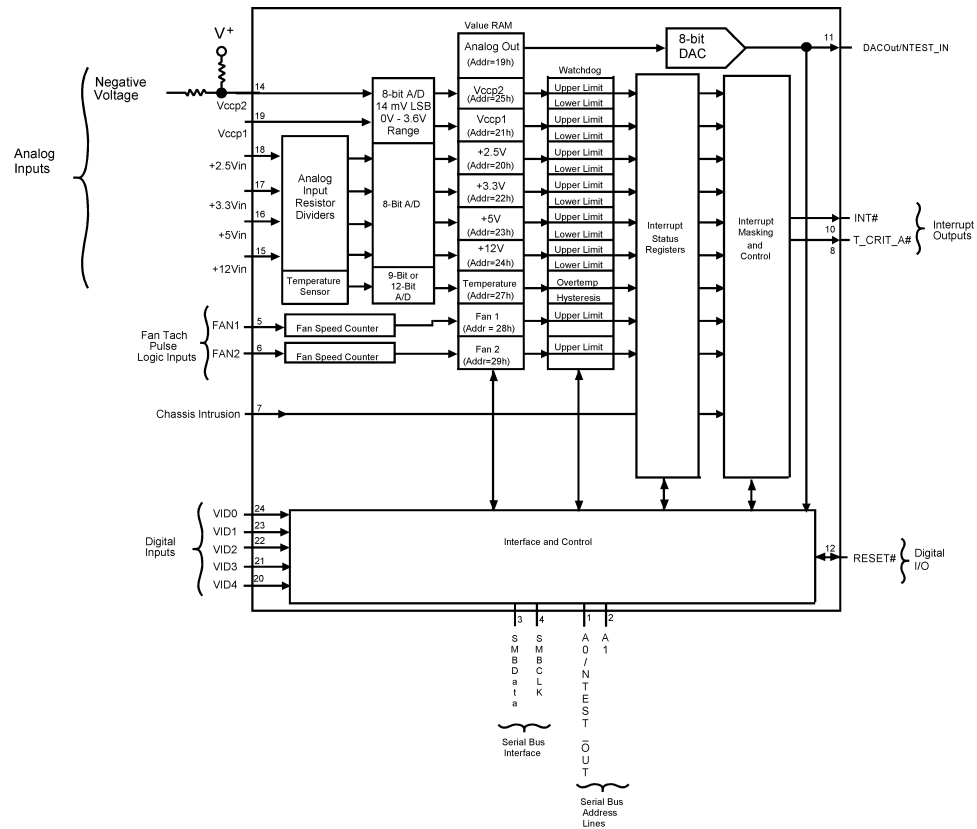 Value RAM
V+
Analog Out
(Addr=19h)
8-bit
DAC
11
DACOut/NTEST_IN
Negative
Voltage
14
Vccp2
19
Vccp1
8-bit A/D
14 mV LSB
0V - 3.6V
Range
Watchdog
Vccp2
(Addr=25h)
Upper Limit
Lower Limit
Vccp1
(Addr=21h)
Upper Limit
Lower Limit
Analog
Inputs
18
+2.5Vin
17
+3.3Vin
16
+5Vin
15
+12Vin
Analog
Input
Resistor
Dividers
8-Bit A/D
+2.5V
(Addr=20h)
Upper Limit
Lower Limit
+3.3V
(Addr=22h)
Upper Limit
Lower Limit
+5V
(Addr=23h)
Upper Limit
Lower Limit
+12V
(Addr=24h)
Upper Limit
Lower Limit
Interrupt
Status
Registers
Interrupt
Masking
and
Control
INT#
10
T_CRIT_A#
8
Interrupt
Outputs
Temperature
Sensor
9-Bit or
12-Bit
A/D
Temperature
(Addr=27h)
Overtemp
Hysteresis
Fan Tach
Pulse
Logic Inputs
FAN1
5
Fan Speed Counter
Fan 1
(Addr = 28h)
Upper Limit
FAN2
6
Fan Speed Counter
Fan 2
(Addr=29h)
Upper Limit
Chassis Intrusion
7
Digital
Inputs
VID0
24
VID1
23
VID2
22
VID3
21
VID4
20
Interface and Control
12
RESET#
Digital
I/O
3
4
1
2
SMBData
SMBCLK
A0/NTEST_OUT
A1
Serial Bus
Interface
Serial Bus
Address
Lines